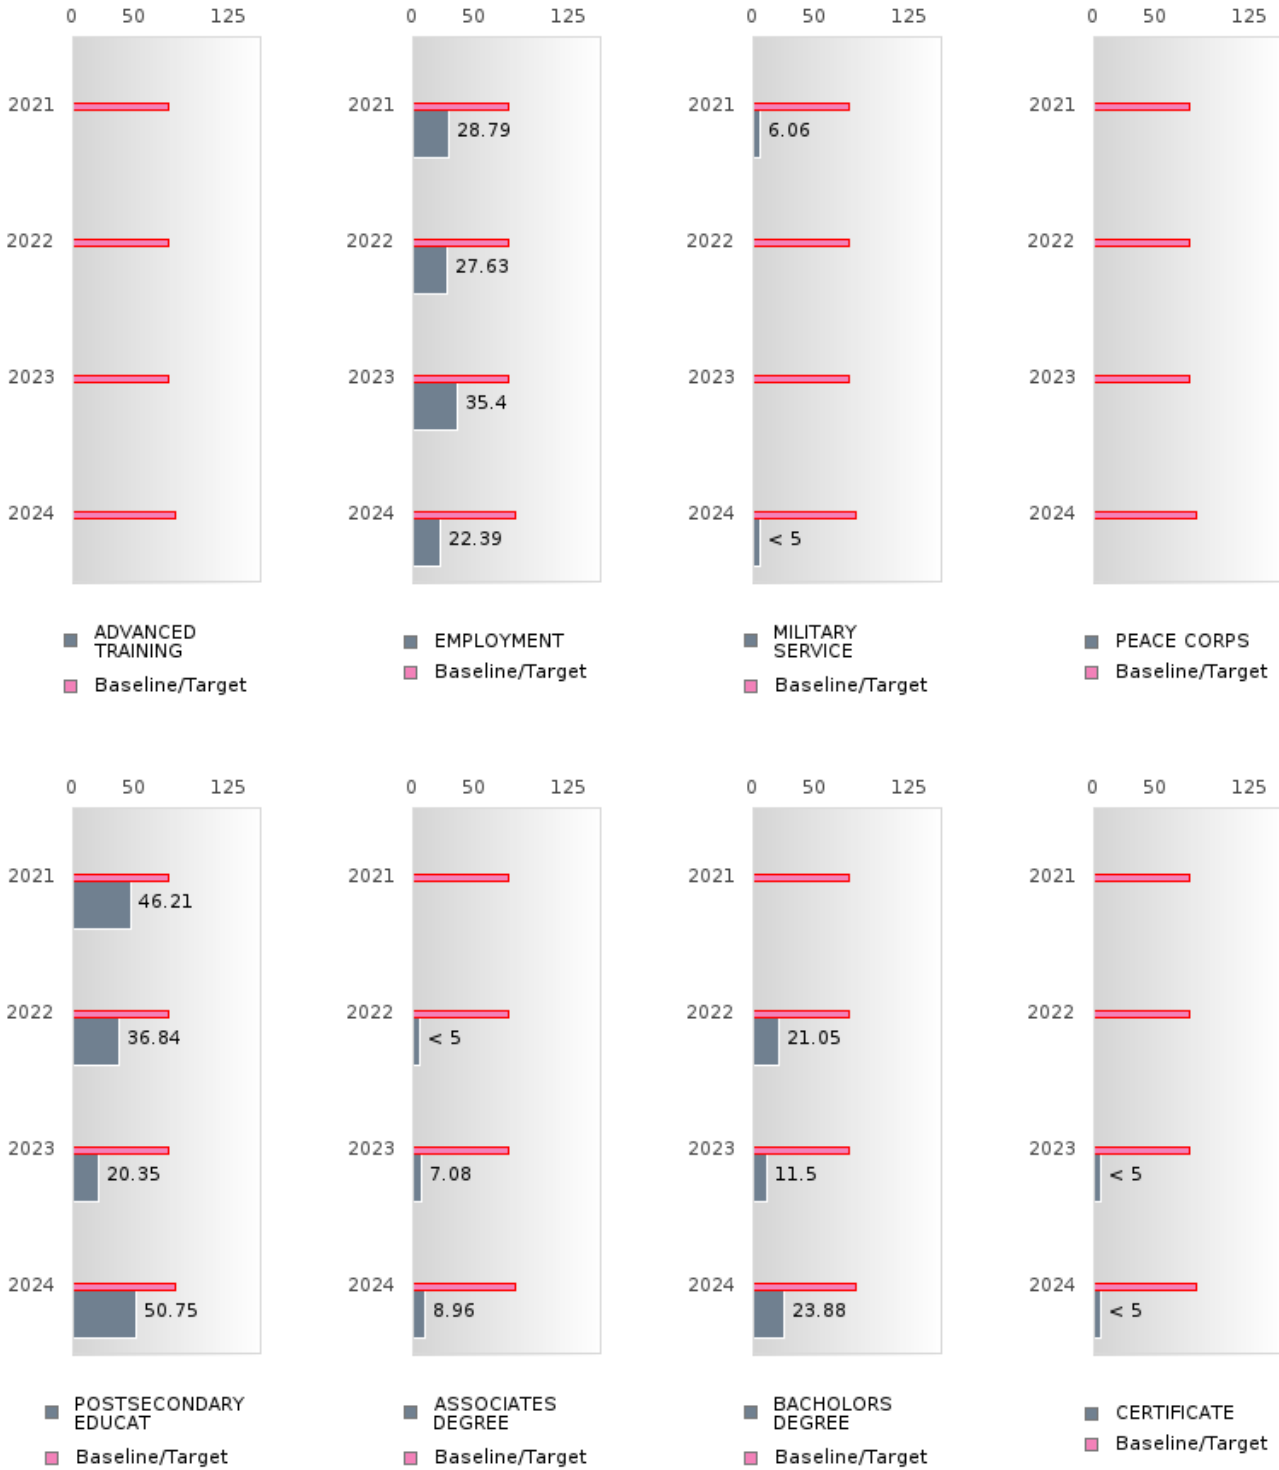 0 50 125 0 50 125 0 50 125 0 50 125
2021 2021 2021 2021
28.79 6.06
2022 2022 2022 2022
27.63
2023 2023 2023 2023
35.4
2024 2024 2024 2024
22.39 < 5
ADVANCED
TRAINING
Baseline/Target
EMPLOYMENT
Baseline/Target
MILITARY
SERVICE
Baseline/Target
PEACE CORPS
Baseline/Target
0 50 125 0 50 125 0 50 125 0 50 125
2021 2021 2021 2021
46.21
2022 2022 2022 2022
36.84 < 5 21.05
2023 2023 2023 2023
20.35 7.08 11.5 < 5
2024 2024 2024 2024
50.75 8.96 23.88 < 5
POSTSECONDARY
EDUCAT
Baseline/Target
ASSOCIATES
DEGREE
Baseline/Target
BACHOLORS
DEGREE
Baseline/Target
CERTIFICATE
Baseline/Target